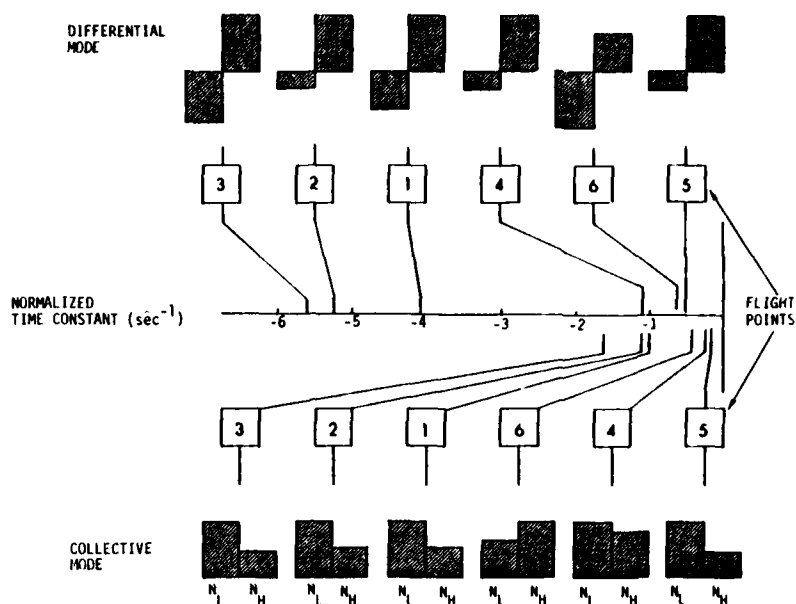 DIFFERENTIAL
MODE
3 2 1 4 6 5
NORMALIZED
TIME CONSTANT (sec⁻¹)
-6 -5 -4 -3 -2 -1
FLIGHT
POINTS
3 2 1 6 4 5
COLLECTIVE
MODE
N_L N_H N_L N_H N_L N_H N_L N_H N_L N_H N_L N_H